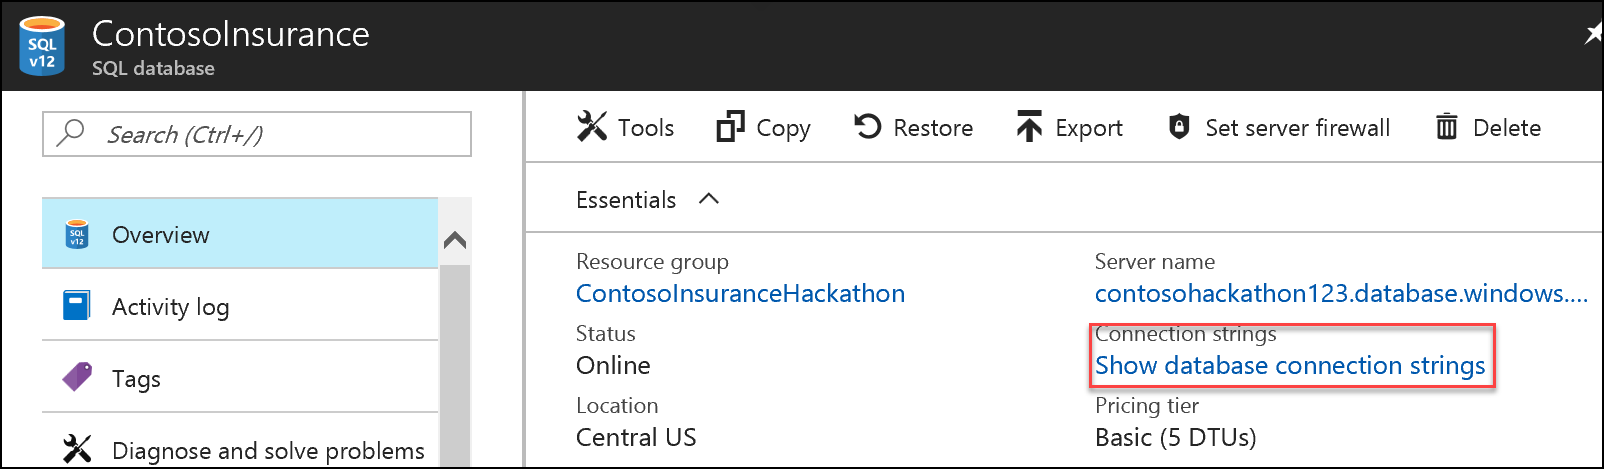 ContosoInsurance
SQL database
SQL
v12
Search (Ctrl+/)
Overview
SQL
v12
Activity log
Tags
Diagnose and solve problems
Tools
Copy
Restore
Export
Set server firewall
Delete
Essentials
Resource group
ContosoInsuranceHackathon
Status
Online
Location
Central US
Server name
contosohackathon123.database.windows....
Connection strings
Show database connection strings
Pricing tier
Basic (5 DTUs)